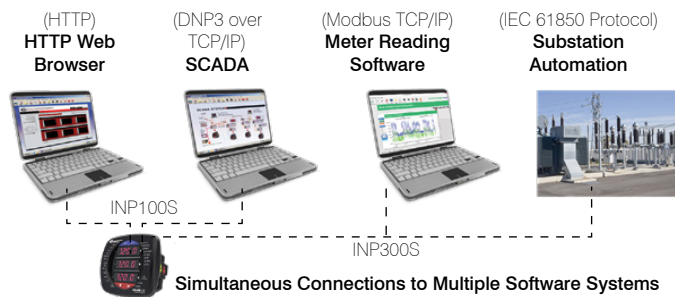 (HTTP)
HTTP Web
Browser
(DNP3 over
TCP/IP)
SCADA
(Modbus TCP/IP)
Meter Reading
Software
(IEC 61850 Protocol)
Substation
Automation
INP100S
INP300S
Simultaneous Connections to Multiple Software Systems